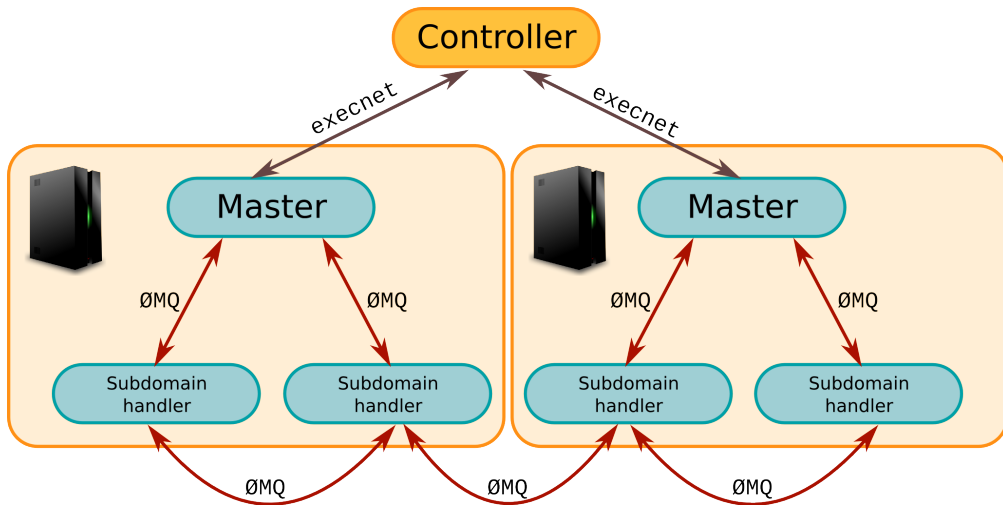 Controller
execnet
execnet
Master
Master
ØMQ
ØMQ
ØMQ
ØMQ
Subdomain
handler
Subdomain
handler
Subdomain
handler
Subdomain
handler
ØMQ
ØMQ
ØMQ